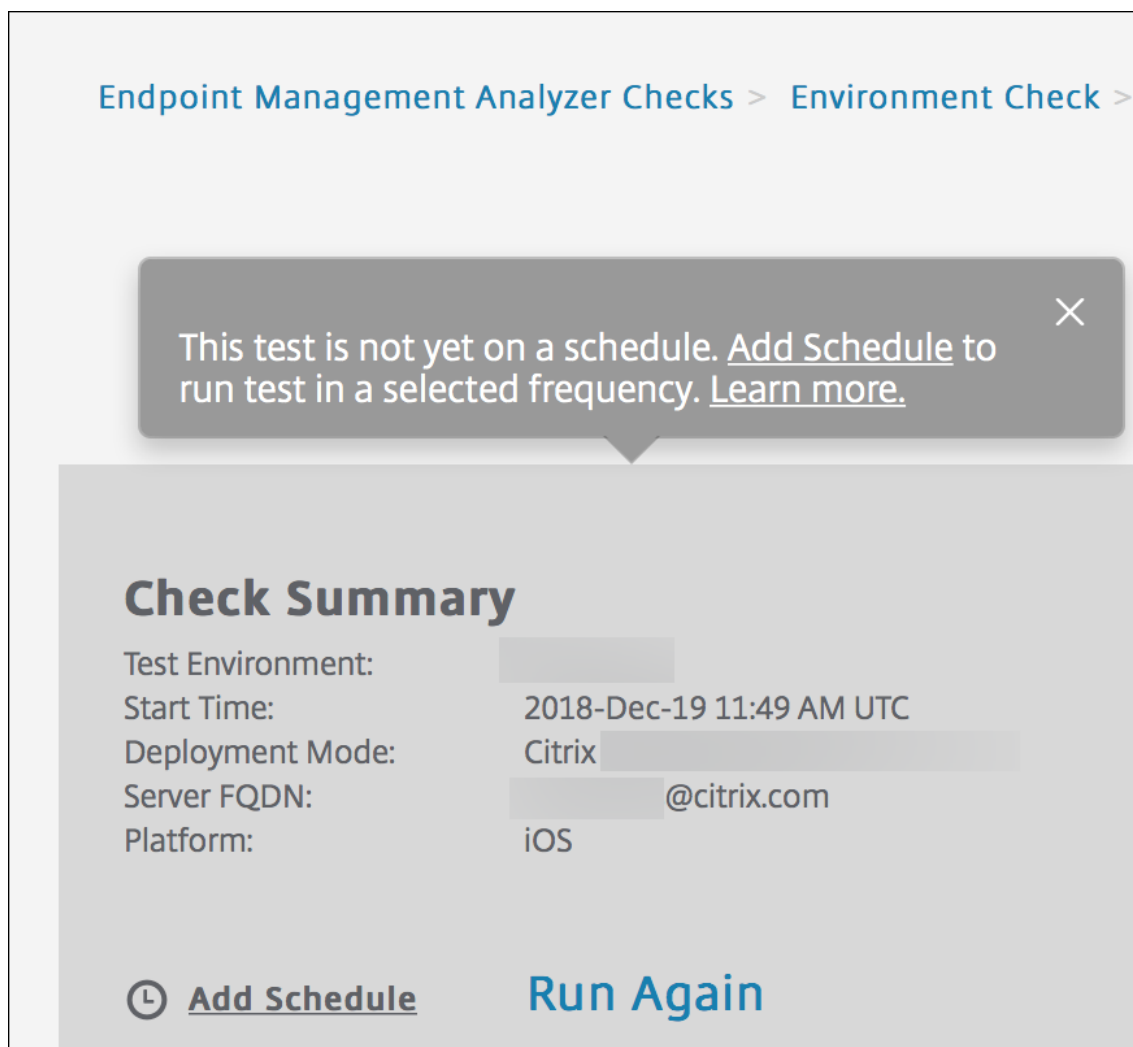 Endpoint Management Analyzer Checks > Environment Check >
This test is not yet on a schedule. Add Schedule to
run test in a selected frequency. Learn more.
Check Summary
Test Environment:
Start Time: 2018-Dec-19 11:49 AM UTC
Deployment Mode: Citrix
Server FQDN: @citrix.com
Platform: iOS
Add Schedule Run Again